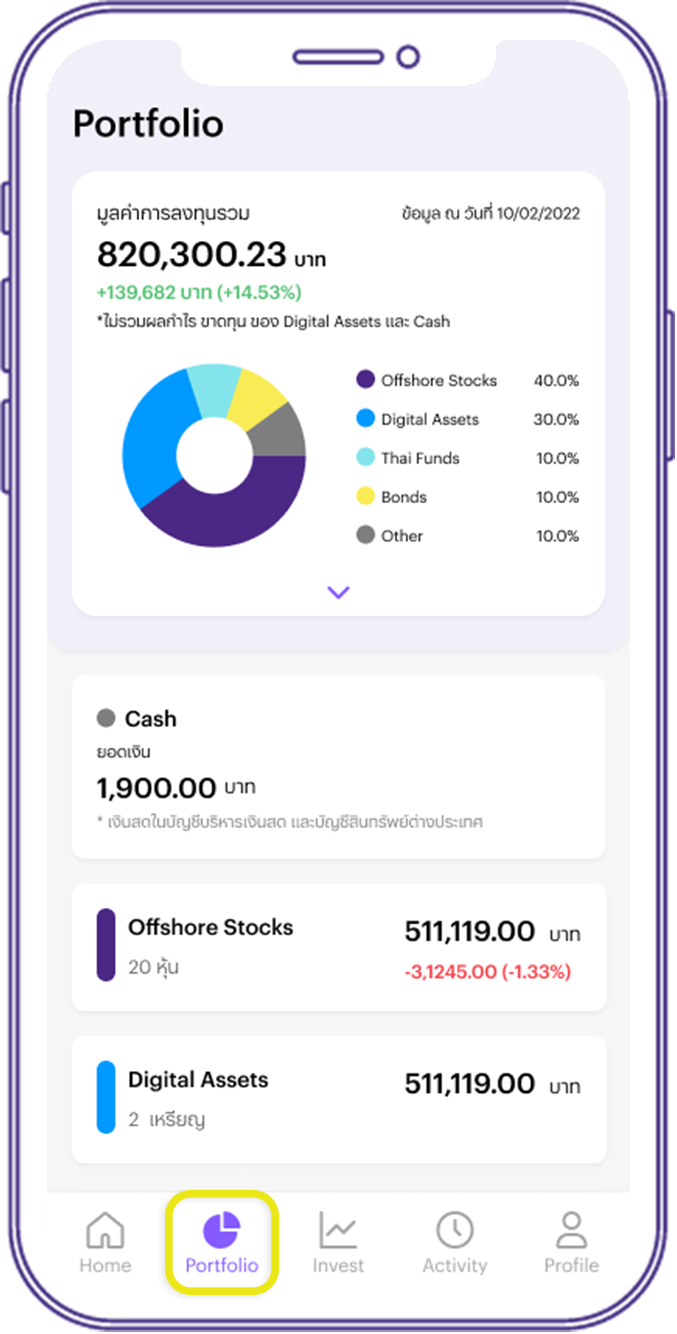 Portfolio
มูลค่าการลงทุนรวม ข้อมูล ณ วันที่ 10/02/2022
820,300.23 บาท
+139,682 บาท (+14.53%)
*ไม่รวมผลกำไร ขาดทุน ของ Digital Assets และ Cash
Offshore Stocks 40.0%
Digital Assets 30.0%
Thai Funds 10.0%
Bonds 10.0%
Other 10.0%
Cash
ยอดเงิน
1,900.00 บาท
* เงินสดในบัญชีบริหารเงินสด และบัญชีสินทรัพย์ต่างประเทศ
Offshore Stocks 511,119.00 บาท
20 หุ้น -3,1245.00 (-1.33%)
Digital Assets 511,119.00 บาท
2 เหรียญ
Home Portfolio Invest Activity Profile